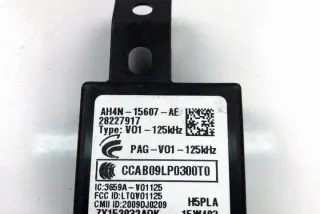 AH4N-15607-AE
28227917
Type: V01-125kHz
PAG-V01-125kHz
CCAB09LP0300T0
IC:3659A-V01125
FCC ID:LTQV01125
CMII ID:2009DJ0209
H5PLA